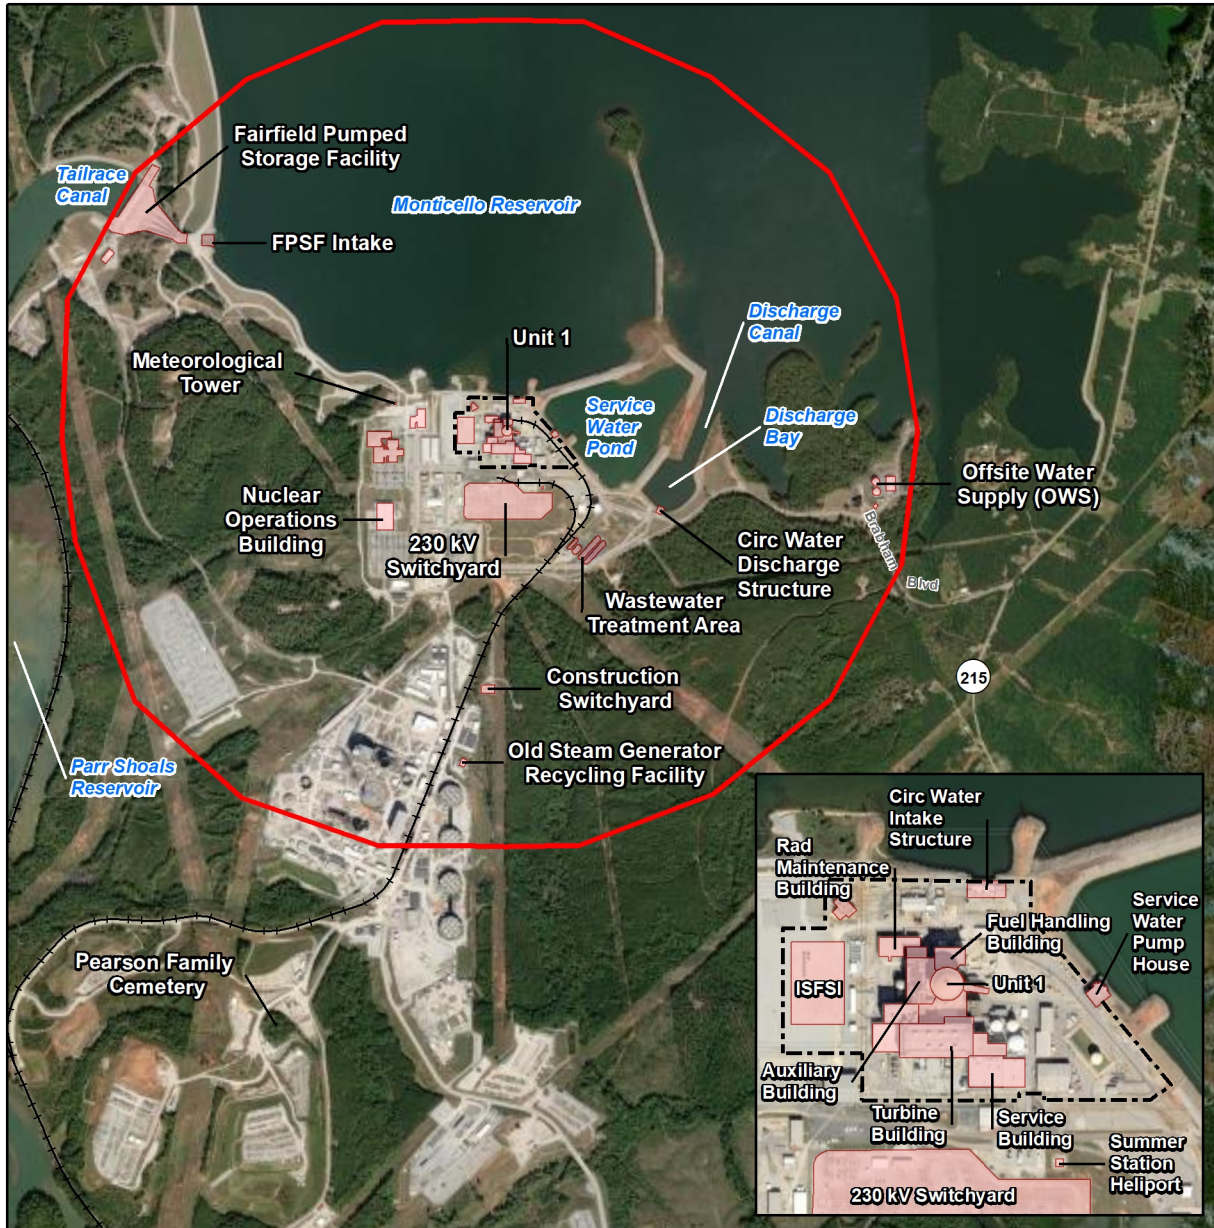 Fairfield Pumped
Storage Facility
Tailrace
Canal
Monticello Reservoir
FPSF Intake
Discharge
Canal
Unit 1
Meteorological
Tower
Service
Water
Pond
Discharge
Bay
Offsite Water
Supply (OWS)
Nuclear
Operations
Building
230 kV
Switchyard
Circ Water
Discharge
Structure
Brabham
Blvd
Wastewater
Treatment Area
Construction
Switchyard
215
Old Steam Generator
Recycling Facility
Parr Shoals
Reservoir
Pearson Family
Cemetery
Circ Water
Intake
Structure
Rad
Maintenance
Building
Service
Water
Pump
House
Fuel Handling
Building
ISFSI
Unit 1
Auxiliary
Building
Turbine
Building
Service
Building
Summer
Station
Heliport
230 kV Switchyard